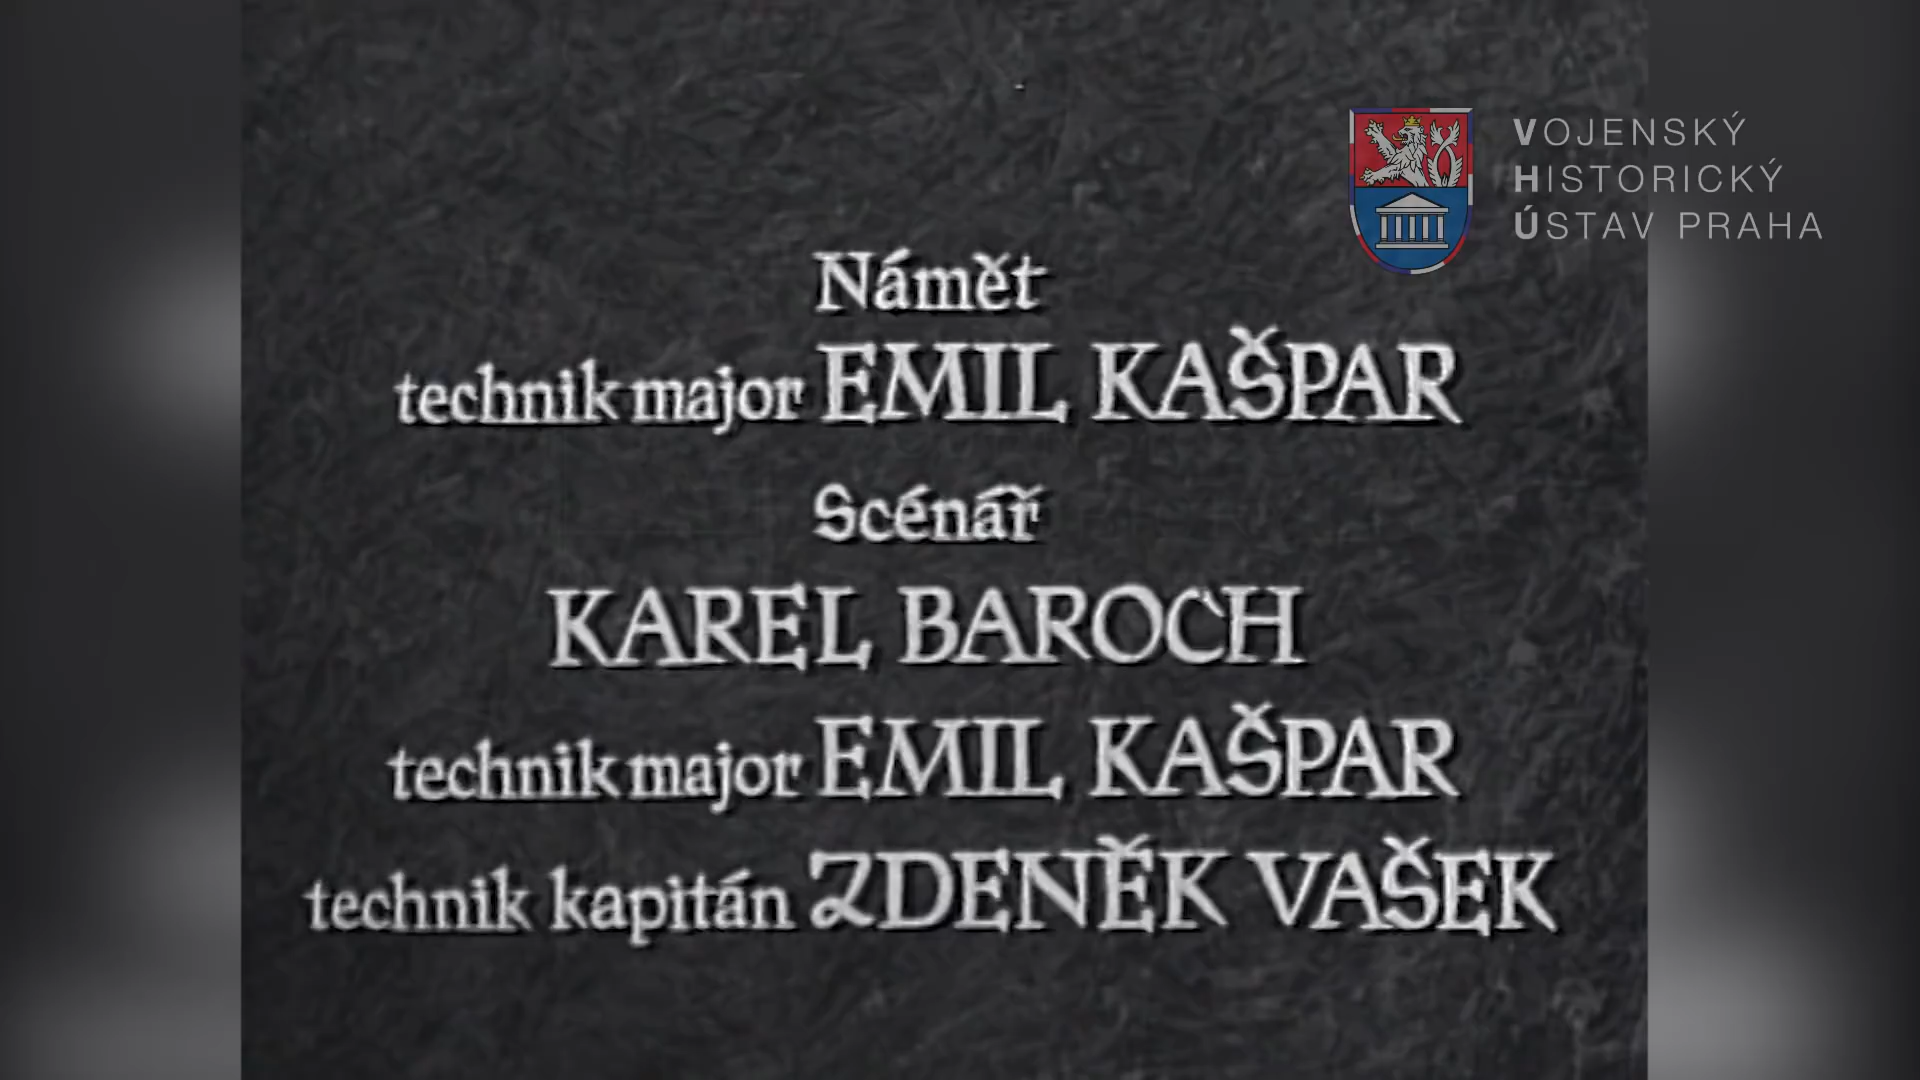 VOJENSKÝ
HISTORICKÝ
ÚSTAV PRAHA
Námět
technik major EMIL KAŠPAR
Scénář
KAREL BAROCH
technik major EMIL KAŠPAR
technik kapitán ZDENĚK VAŠEK